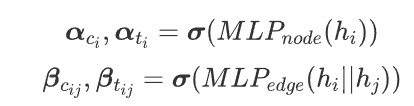 α_{c_i}, α_{t_i} = σ(MLP_{node}(h_i))
β_{c_{ij}}, β_{t_{ij}} = σ(MLP_{edge}(h_i||h_j))